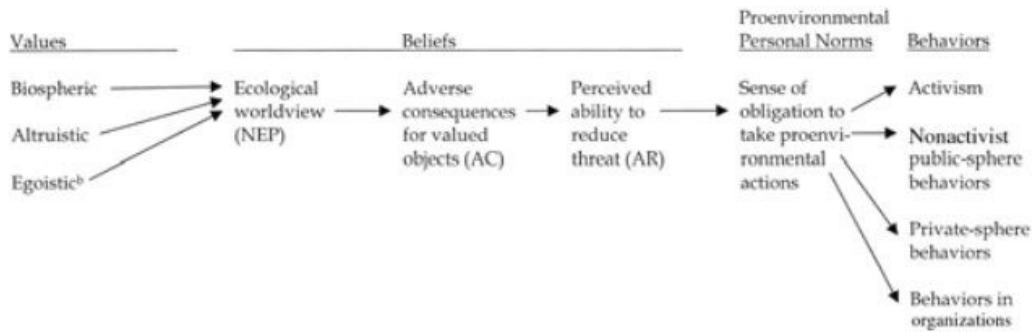 Proenvironmental
Values Beliefs Personal Norms Behaviors
Biospheric
Altruistic
Egoisticᵇ
Ecological
worldview
(NEP)
Adverse
consequences
for valued
objects (AC)
Perceived
ability to
reduce
threat (AR)
Sense of
obligation to
take proenvi-
ronmental
actions
Activism
Nonactivist
public-sphere
behaviors
Private-sphere
behaviors
Behaviors in
organizations